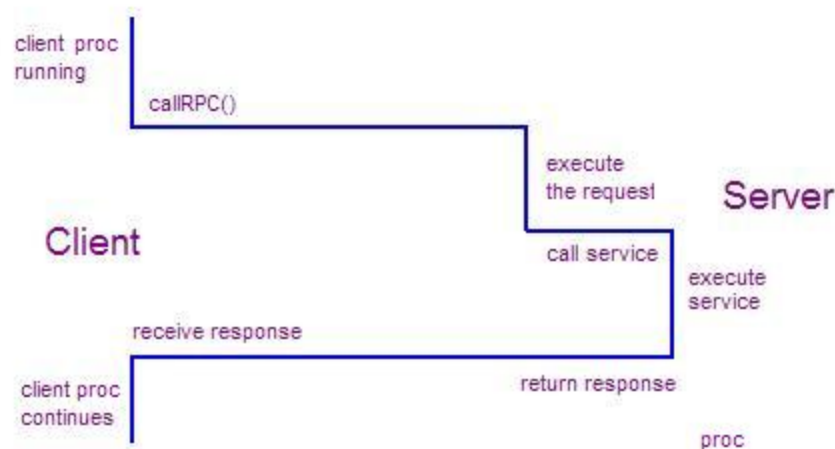 client proc
running
callRPC()
execute
the request
Server
Client
call service
execute
service
receive response
return response
client proc
continues
proc